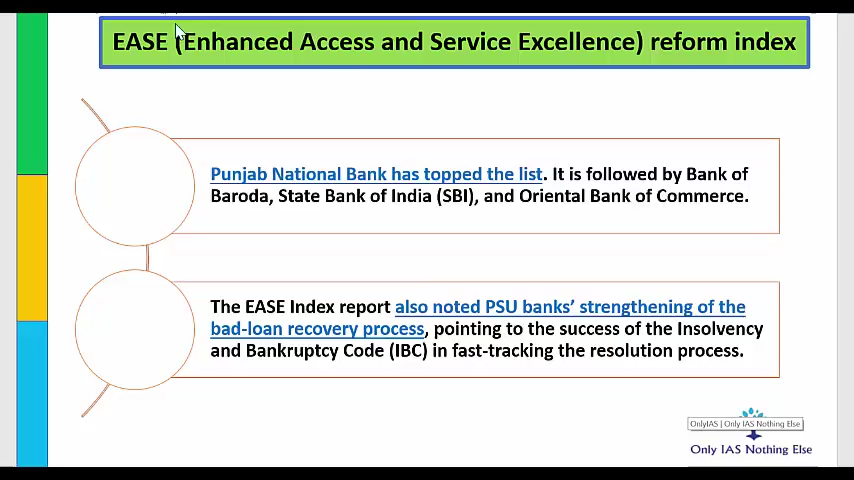 EASE (Enhanced Access and Service Excellence) reform index
Punjab National Bank has topped the list. It is followed by Bank of
Baroda, State Bank of India (SBI), and Oriental Bank of Commerce.
The EASE Index report also noted PSU banks’ strengthening of the
bad-loan recovery process, pointing to the success of the Insolvency
and Bankruptcy Code (IBC) in fast-tracking the resolution process.
OnlyIAS | Only IAS Nothing Else
Only IAS Nothing Else